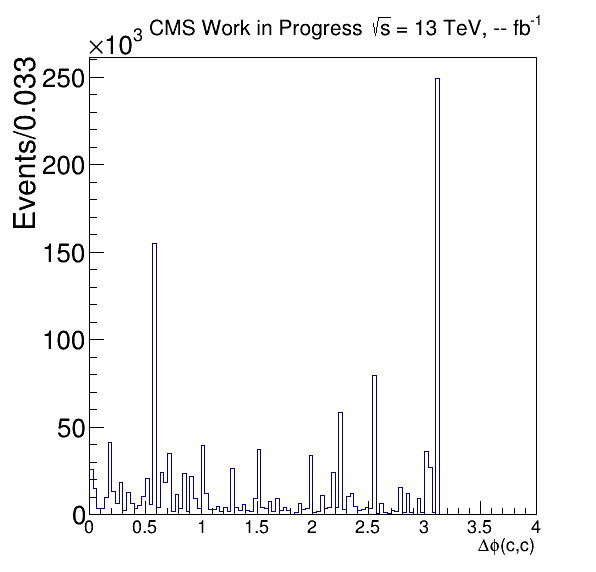 ×10³ CMS Work in Progress √s = 13 TeV, -- fb⁻¹
Events/0.033
250
200
150
100
50
0
0 0.5 1 1.5 2 2.5 3 3.5 4
Δϕ(c,c)